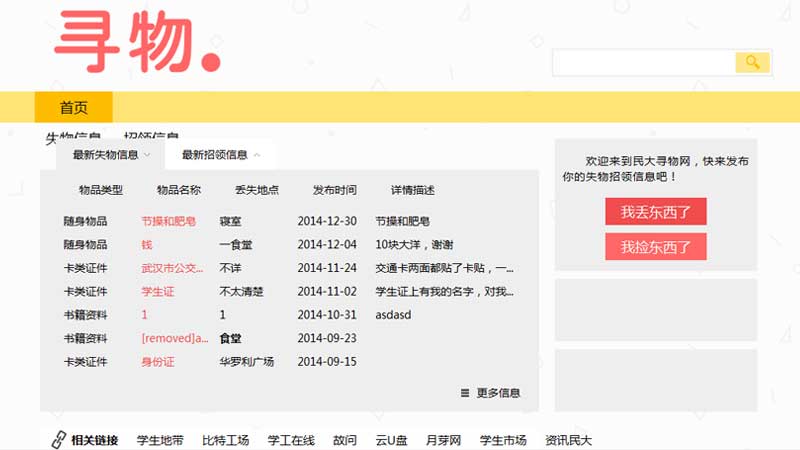 寻物.
首页
失物信息 招领信息
最新失物信息 最新招领信息
物品类型 物品名称 丢失地点 发布时间 详情描述
随身物品 节操和肥皂 寝室 2014-12-30 节操和肥皂
随身物品 钱 一食堂 2014-12-04 10块大洋，谢谢
卡类证件 武汉市公交... 不详 2014-11-24 交通卡两面都贴了卡贴，一...
卡类证件 学生证 不太清楚 2014-11-02 学生证上有我的名字，对我...
书籍资料 1 1 2014-10-31 asdasd
书籍资料 [removed]a... 食堂 2014-09-23
卡类证件 身份证 华罗利广场 2014-09-15
更多信息
欢迎来到民大寻物网，快来发布
你的失物招领信息吧！
我丢东西了
我捡东西了
相关链接 学生地带 比特工场 学工在线 故问 云U盘 月芽网 学生市场 资讯民大